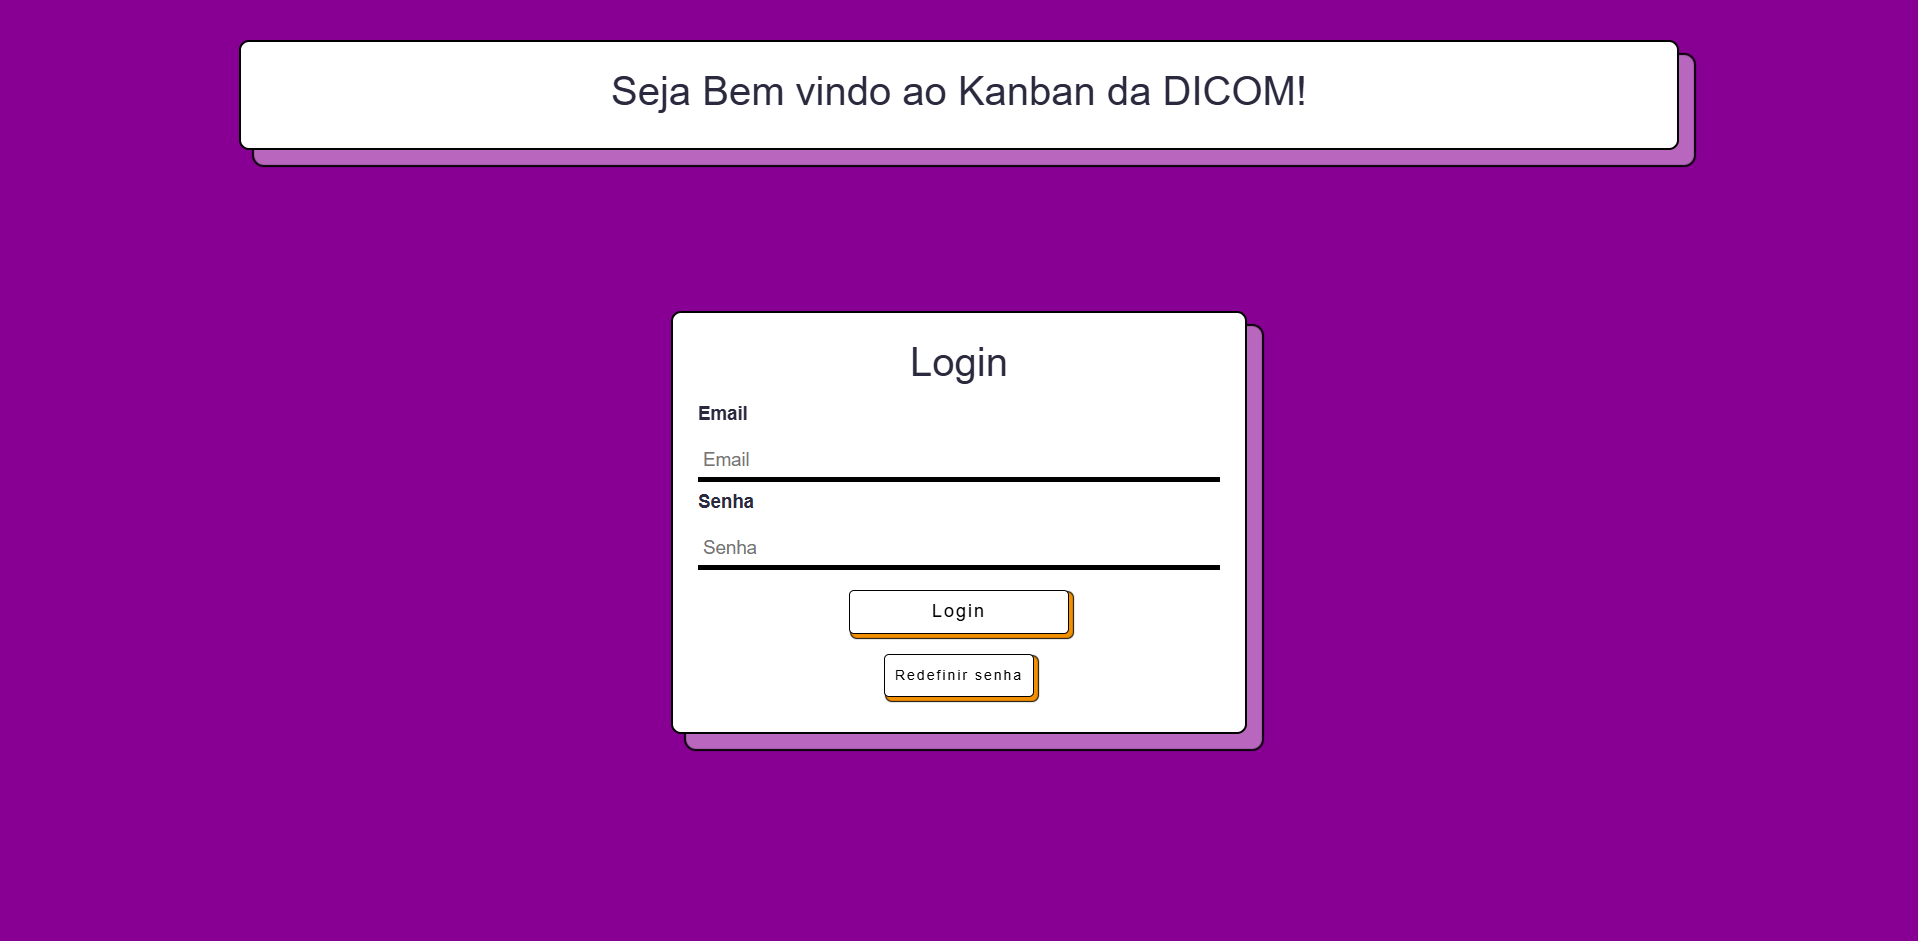 Seja Bem vindo ao Kanban da DICOM!
Login
Email
Email
Senha
Senha
Login
Redefinir senha